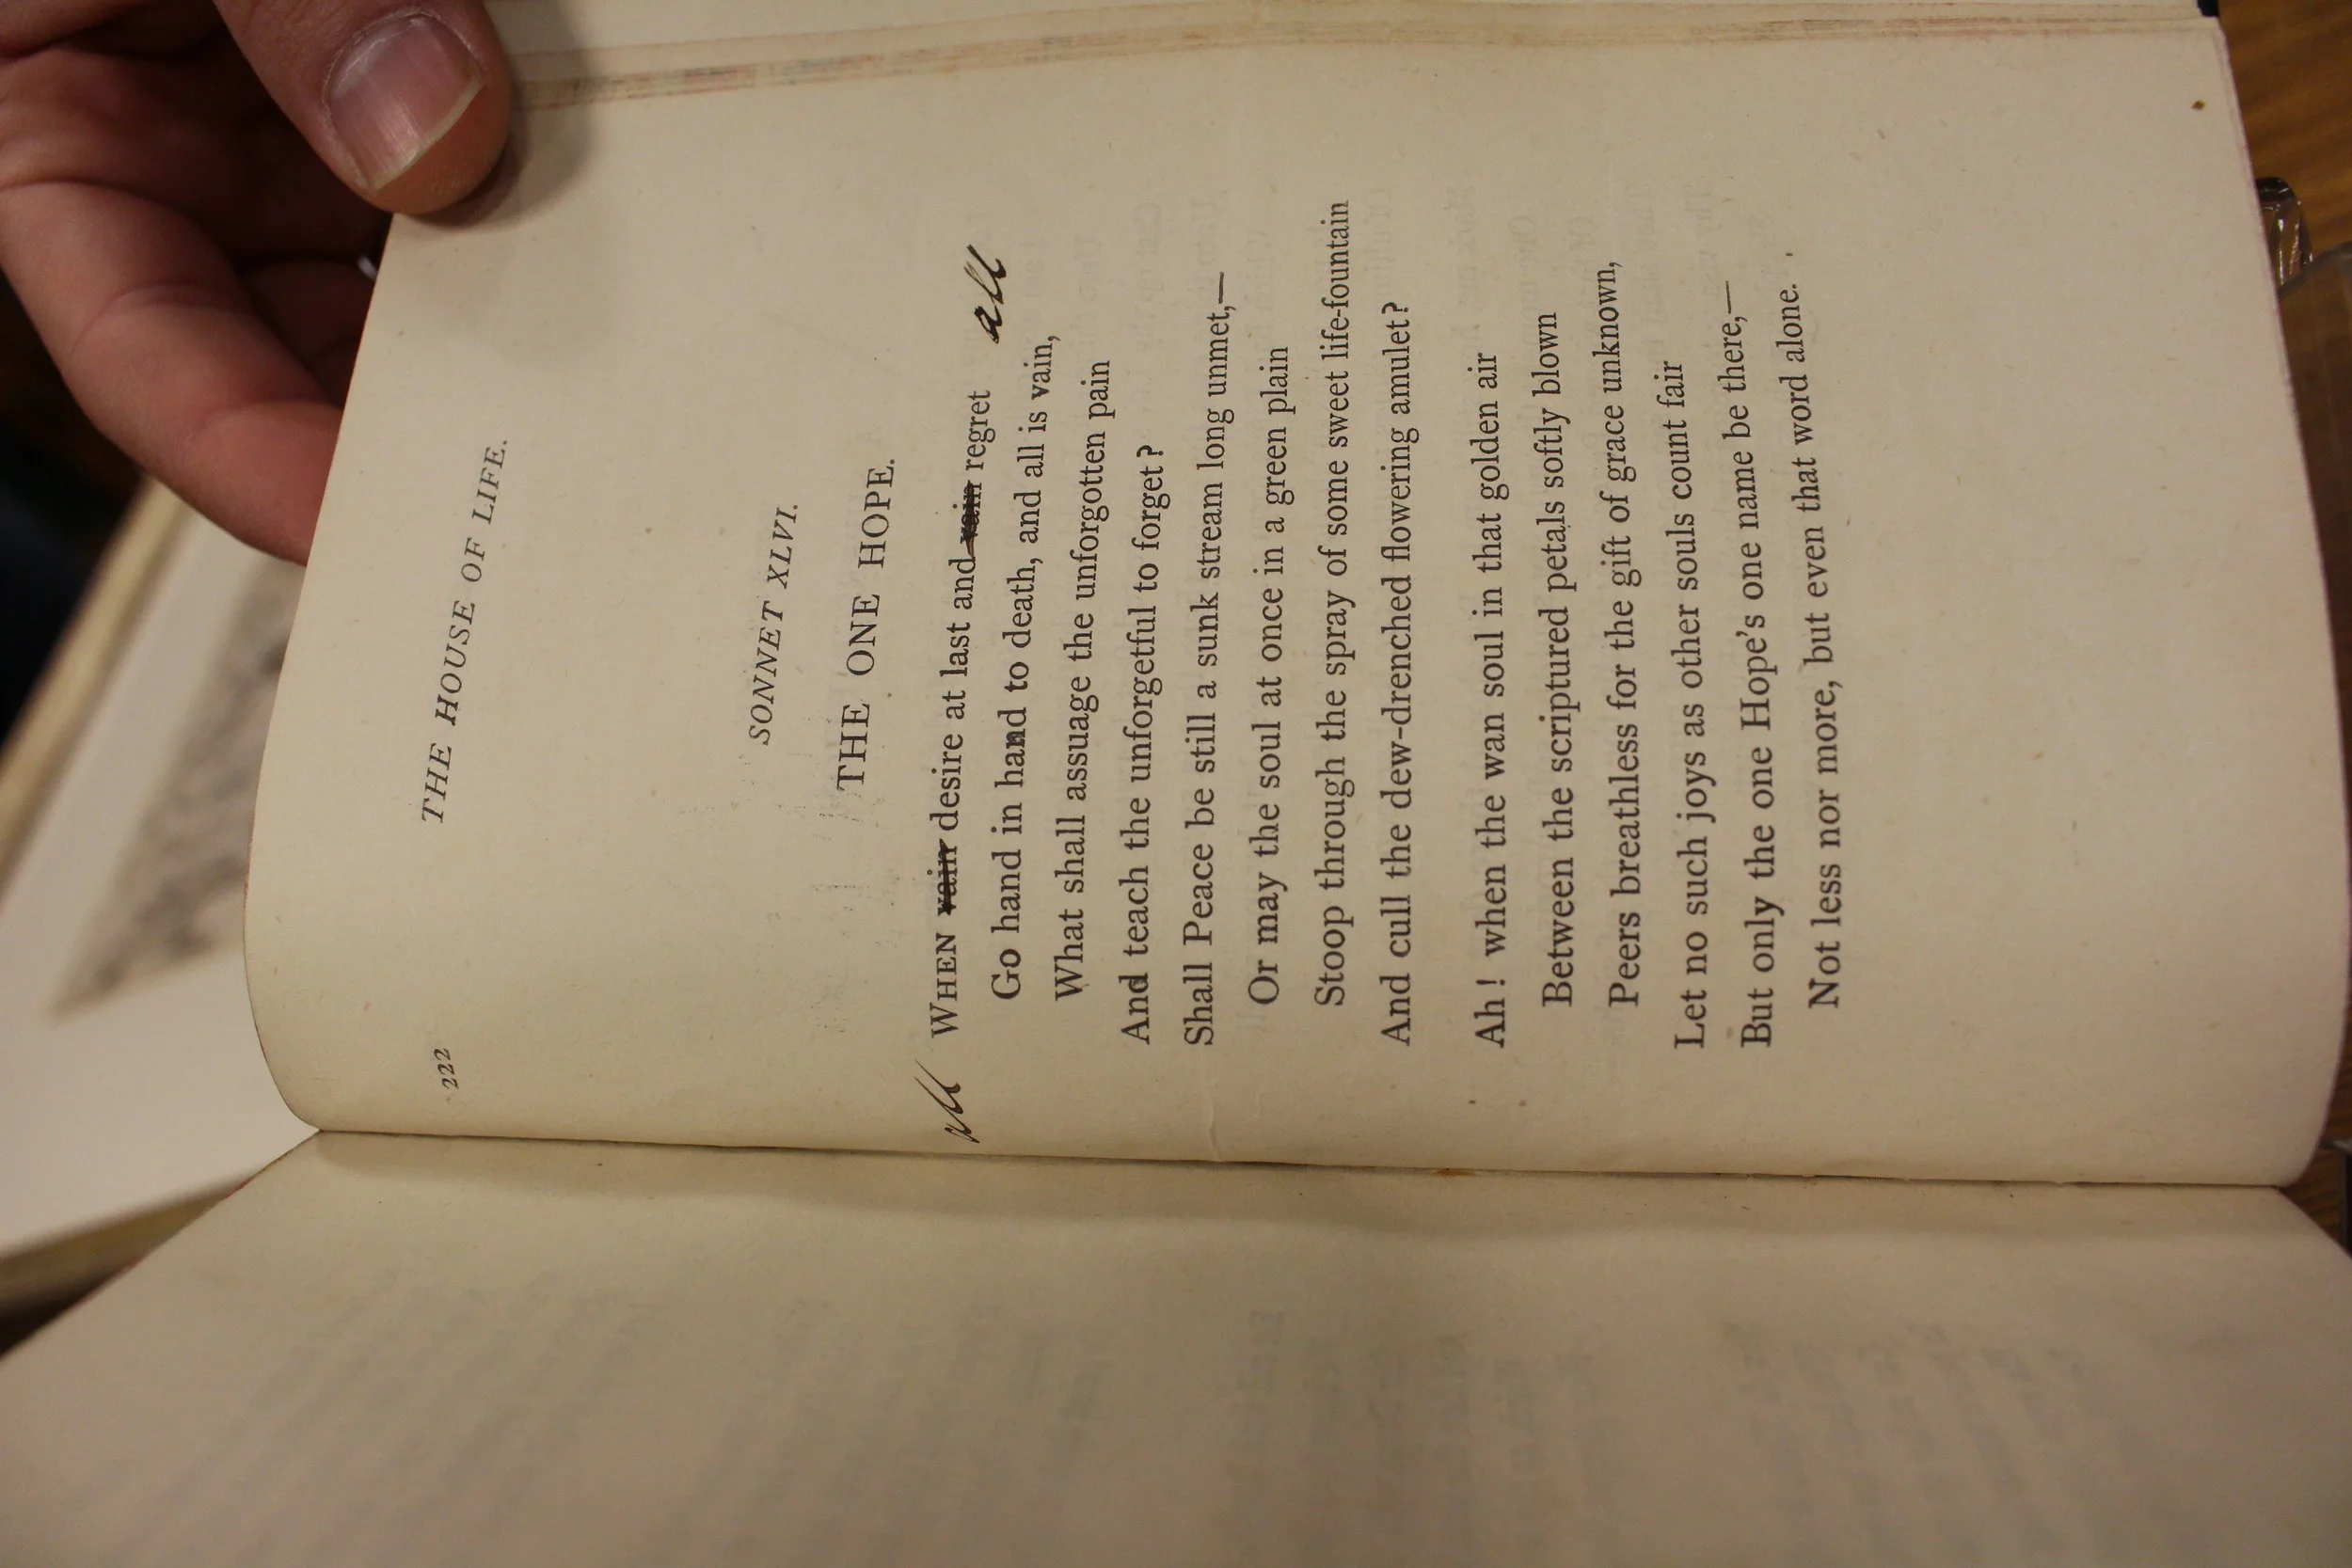 222 THE HOUSE OF LIFE.
SONNET XLVI.
THE ONE HOPE.
all WHEN vain desire at last and vain regret all
Go hand in hand to death, and all is vain,
What shall assuage the unforgotten pain
And teach the unforgetful to forget?
Shall Peace be still a sunk stream long unmet,—
Or may the soul at once in a green plain
Stoop through the spray of some sweet life-fountain
And cull the dew-drenched flowering amulet?
Ah! when the wan soul in that golden air
Between the scriptured petals softly blown
Peers breathless for the gift of grace unknown,
Let no such joys as other souls count fair
But only the one Hope's one name be there,—
Not less nor more, but even that word alone.